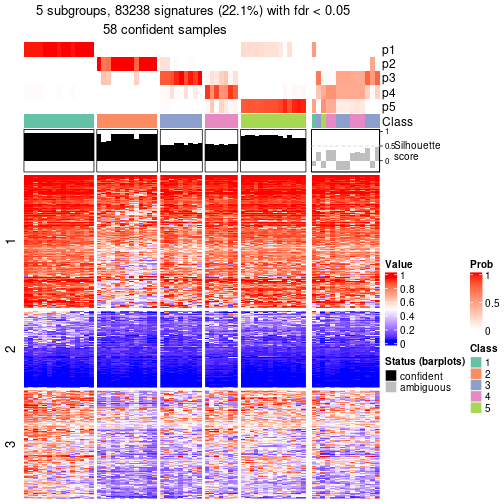 5 subgroups, 83238 signatures (22.1%) with fdr < 0.05
58 confident samples
p1
p2
p3
p4
p5
Class
1
0.5
0
Silhouette
score
1
2
3
Value
1
0.8
0.6
0.4
0.2
0
Status (barplots)
confident
ambiguous
Prob
1
0.5
0
Class
1
2
3
4
5